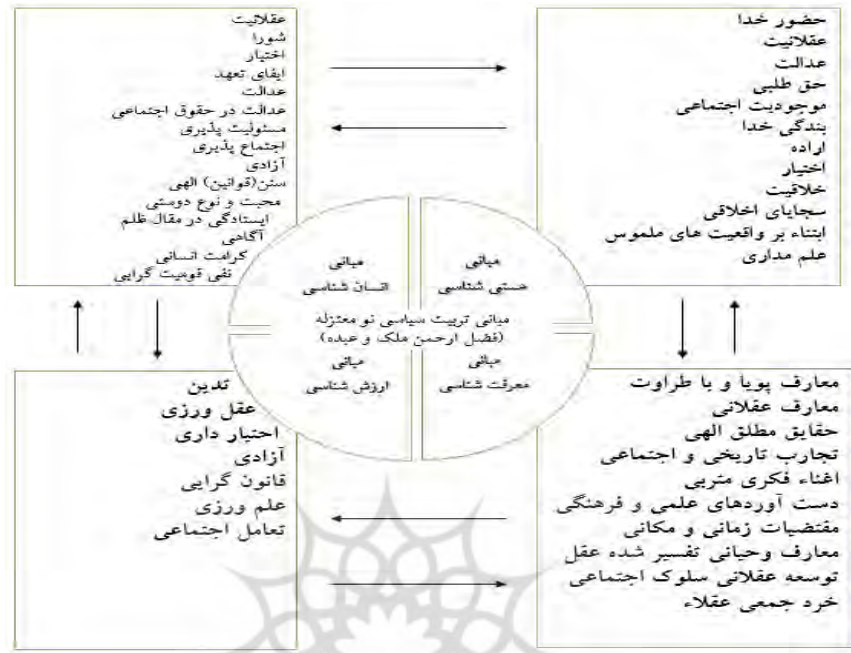 حضور خدا
عقلانیت
عدالت
حق طلبی
موجودیت اجتماعی
بندگی خدا
اراده
اختیار
خلاقیت
سجایای اخلاقی
ابتناء بر واقعیت های ملموس
علم مداری
عقلانیت
شورا
اختیار
ایفای تعهد
عدالت
عدالت در حقوق اجتماعی
مسئولیت پذیری
اجتماع پذیری
آزادی
سنن(قوانین) الهی
محبت و نوع دوستی
ایستادگی در مقال ظلم
آگاهی
کرامت انسانی
نفی قومیت گرایی
مبانی
هستی شناسی
مبانی
انسان شناسی
مبانی تربیت سیاسی نو معتزله
(فضل ارحمن ملک و عبده)
مبانی
معرفت شناسی
مبانی
ارزش شناسی
معارف پویا و با طراوت
معارف عقلانی
حقایق مطلق الهی
تجارب تاریخی و اجتماعی
اغناء فکری متربی
دست آوردهای علمی و فرهنگی
مقتضیات زمانی و مکانی
معارف وحیانی تفسیر شده عقل
توسعه عقلانی سلوک اجتماعی
خرد جمعی عقلاء
تدین
عقل ورزی
اختیار داری
آزادی
قانون گرایی
علم ورزی
تعامل اجتماعی